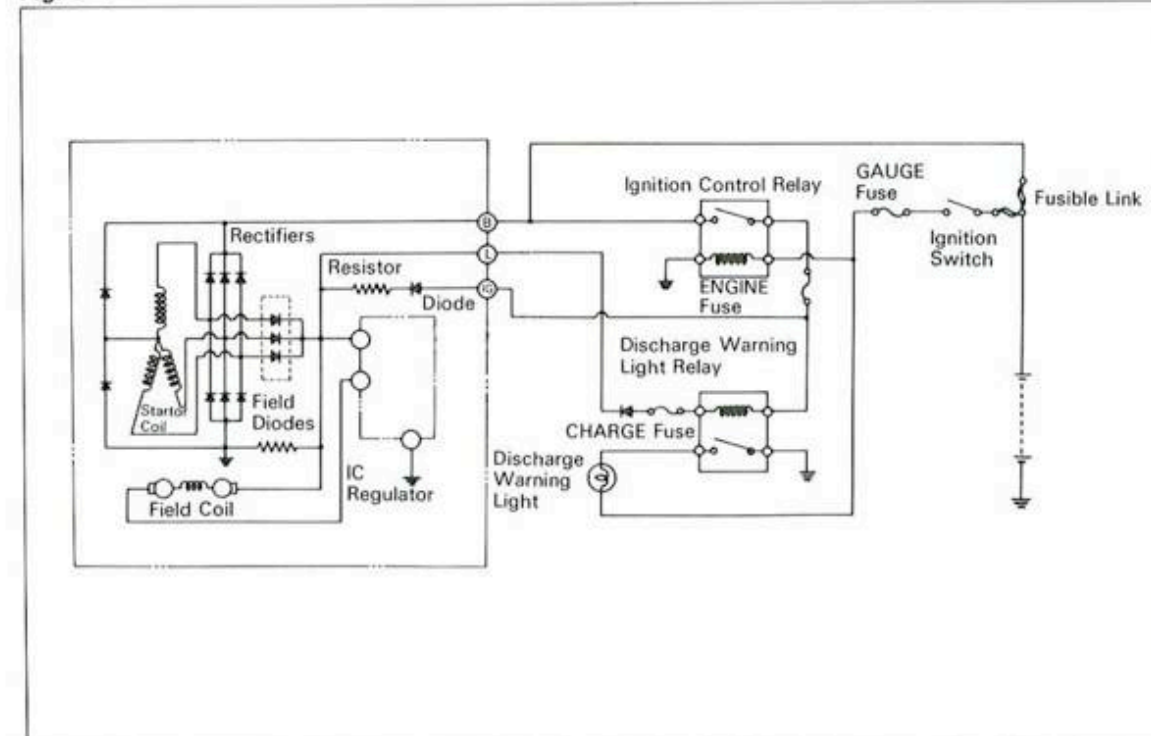 B
L
IG
Rectifiers
Resistor
Diode
Ignition Control Relay
GAUGE
Fuse
Fusible Link
Ignition
Switch
ENGINE
Fuse
Discharge Warning
Light Relay
Stator
Coil
Field
Diodes
CHARGE Fuse
IC
Regulator
Discharge
Warning
Light
Field Coil